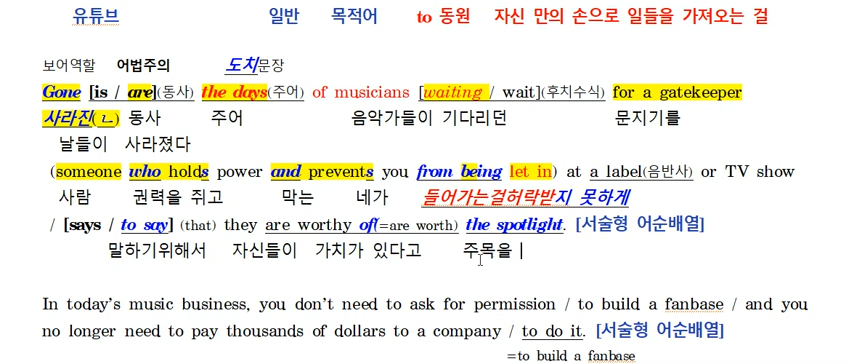 유튜브 일반 목적어 to 동원 자신 만의 손으로 일들을 가져오는 걸
보어역할 어법주의 도치문장
Gone [is / are](동사) the days(주어) of musicians [waiting / wait](후치수식) for a gatekeeper
사라진(ㄴ) 동사 주어 음악가들이 기다리던 문지기를
날들이 사라졌다
(someone who holds power and prevents you from being let in) at a label(음반사) or TV show
사람 권력을 쥐고 막는 네가 들어가는걸허락받지 못하게
/ [says / to say] (that) they are worthy of(=are worth) the spotlight. [서술형 어순배열]
말하기위해서 자신들이 가치가 있다고 주목을
In today's music business, you don't need to ask for permission / to build a fanbase / and you
no longer need to pay thousands of dollars to a company / to do it. [서술형 어순배열]
=to build a fanbase